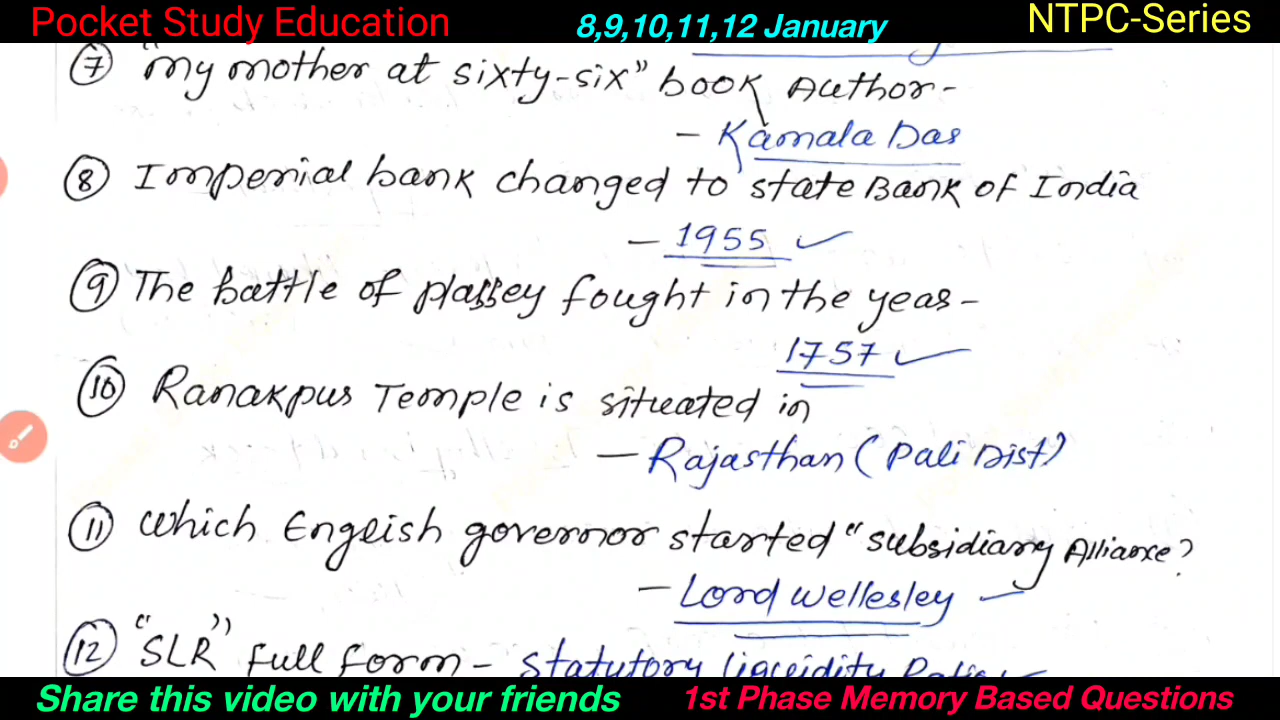 Pocket Study Education
8,9,10,11,12 January
NTPC-Series
7 "my mother at sixty-six" book Author-
- Kamala Das
8 Imperial bank changed to state Bank of India
- 1955
9 The battle of plassey fought in the year-
1757
10 Ranakpur Temple is situated in
- Rajasthan (Pali Dist)
11 which English governor started "subsidiary Alliance?
- Lord wellesley
12 "SLR" full form - statutory liqueidity Ratio
Share this video with your friends
1st Phase Memory Based Questions